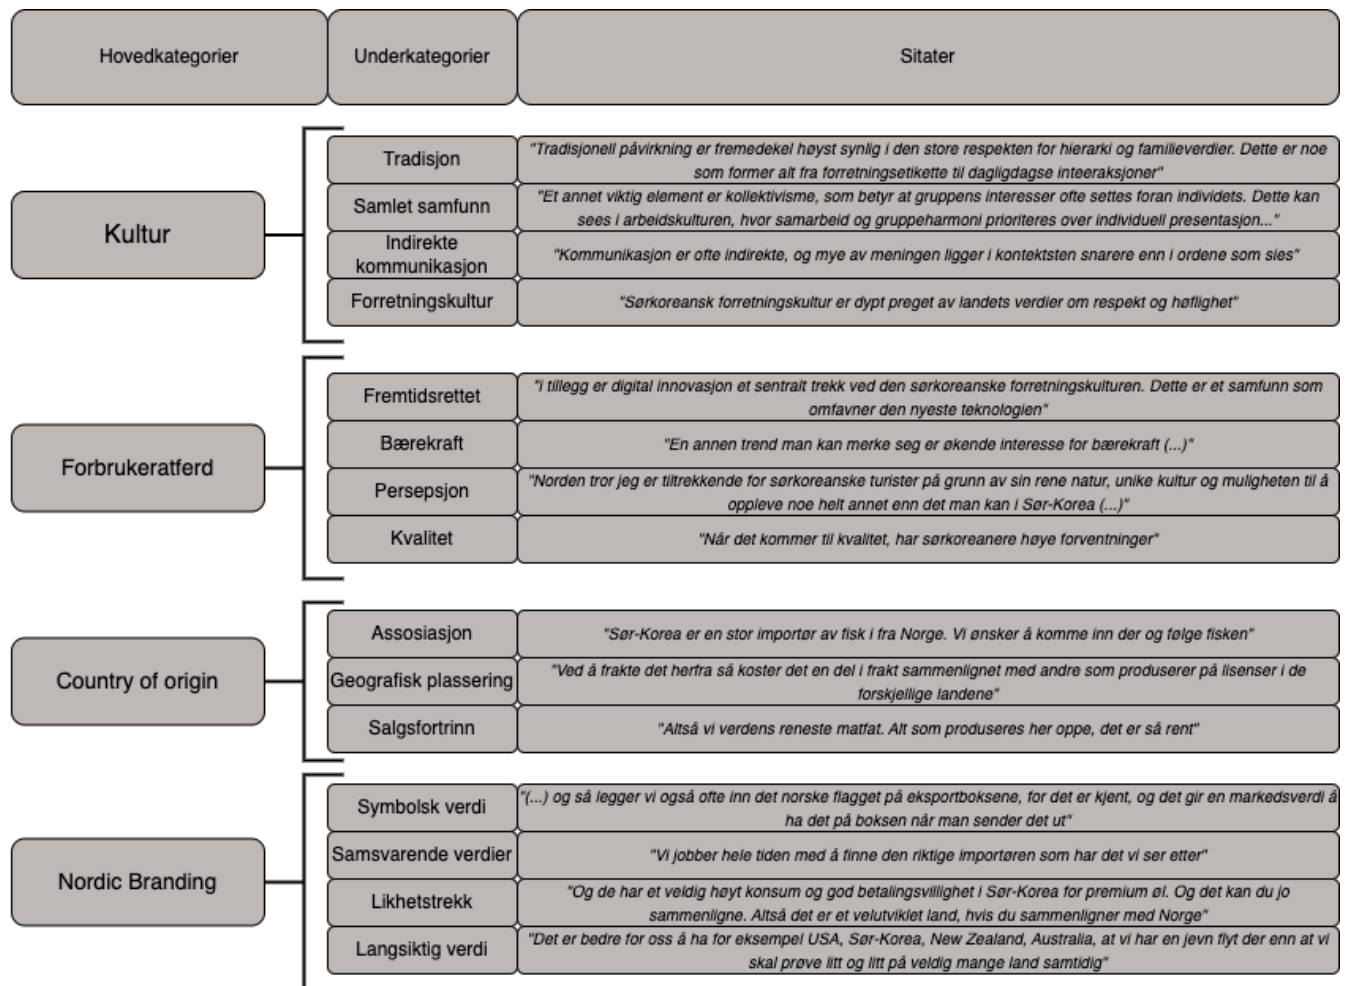 Hovedkategorier
Underkategorier
Sitater
Kultur
Tradisjon
"Tradisjonell påvirkning er fremedekel høyst synlig i den store respekten for hierarki og familieverdier. Dette er noe
som former alt fra forretningsetikette til dagligdagse inteeraksjoner"
Samlet samfunn
"Et annet viktig element er kollektivisme, som betyr at gruppens interesser ofte settes foran individets. Dette kan
sees i arbeidskulturen, hvor samarbeid og gruppeharmoni prioriteres over individuell presentasjon..."
Indirekte
kommunikasjon
"Kommunikasjon er ofte indirekte, og mye av meningen ligger i kontektsten snarere enn i ordene som sies"
Forretningskultur
"Sørkoreansk forretningskultur er dypt preget av landets verdier om respekt og høflighet"
Forbrukeratferd
Fremtidsrettet
"i tillegg er digital innovasjon et sentralt trekk ved den sørkoreanske forretningskulturen. Dette er et samfunn som
omfavner den nyeste teknologien"
Bærekraft
"En annen trend man kan merke seg er økende interesse for bærekraft (...)"
Persepsjon
"Norden tror jeg er tiltrekkende for sørkoreanske turister på grunn av sin rene natur, unike kultur og muligheten til å
oppleve noe helt annet enn det man kan i Sør-Korea (...)"
Kvalitet
"Når det kommer til kvalitet, har sørkoreanere høye forventninger"
Country of origin
Assosiasjon
"Sør-Korea er en stor importør av fisk i fra Norge. Vi ønsker å komme inn der og følge fisken"
Geografisk plassering
"Ved å frakte det herfra så koster det en del i frakt sammenlignet med andre som produserer på lisenser i de
forskjellige landene"
Salgsfortrinn
"Altså vi verdens reneste matfat. Alt som produseres her oppe, det er så rent"
Nordic Branding
Symbolsk verdi
"(...) og så legger vi også ofte inn det norske flagget på eksportboksene, for det er kjent, og det gir en markedsverdi å
ha det på boksen når man sender det ut"
Samsvarende verdier
"Vi jobber hele tiden med å finne den riktige importøren som har det vi ser etter"
Likhetstrekk
"Og de har et veldig høyt konsum og god betalingsvillighet i Sør-Korea for premium øl. Og det kan du jo
sammenligne. Altså det er et velutviklet land, hvis du sammenligner med Norge"
Langsiktig verdi
"Det er bedre for oss å ha for eksempel USA, Sør-Korea, New Zealand, Australia, at vi har en jevn flyt der enn at vi
skal prøve litt og litt på veldig mange land samtidig"